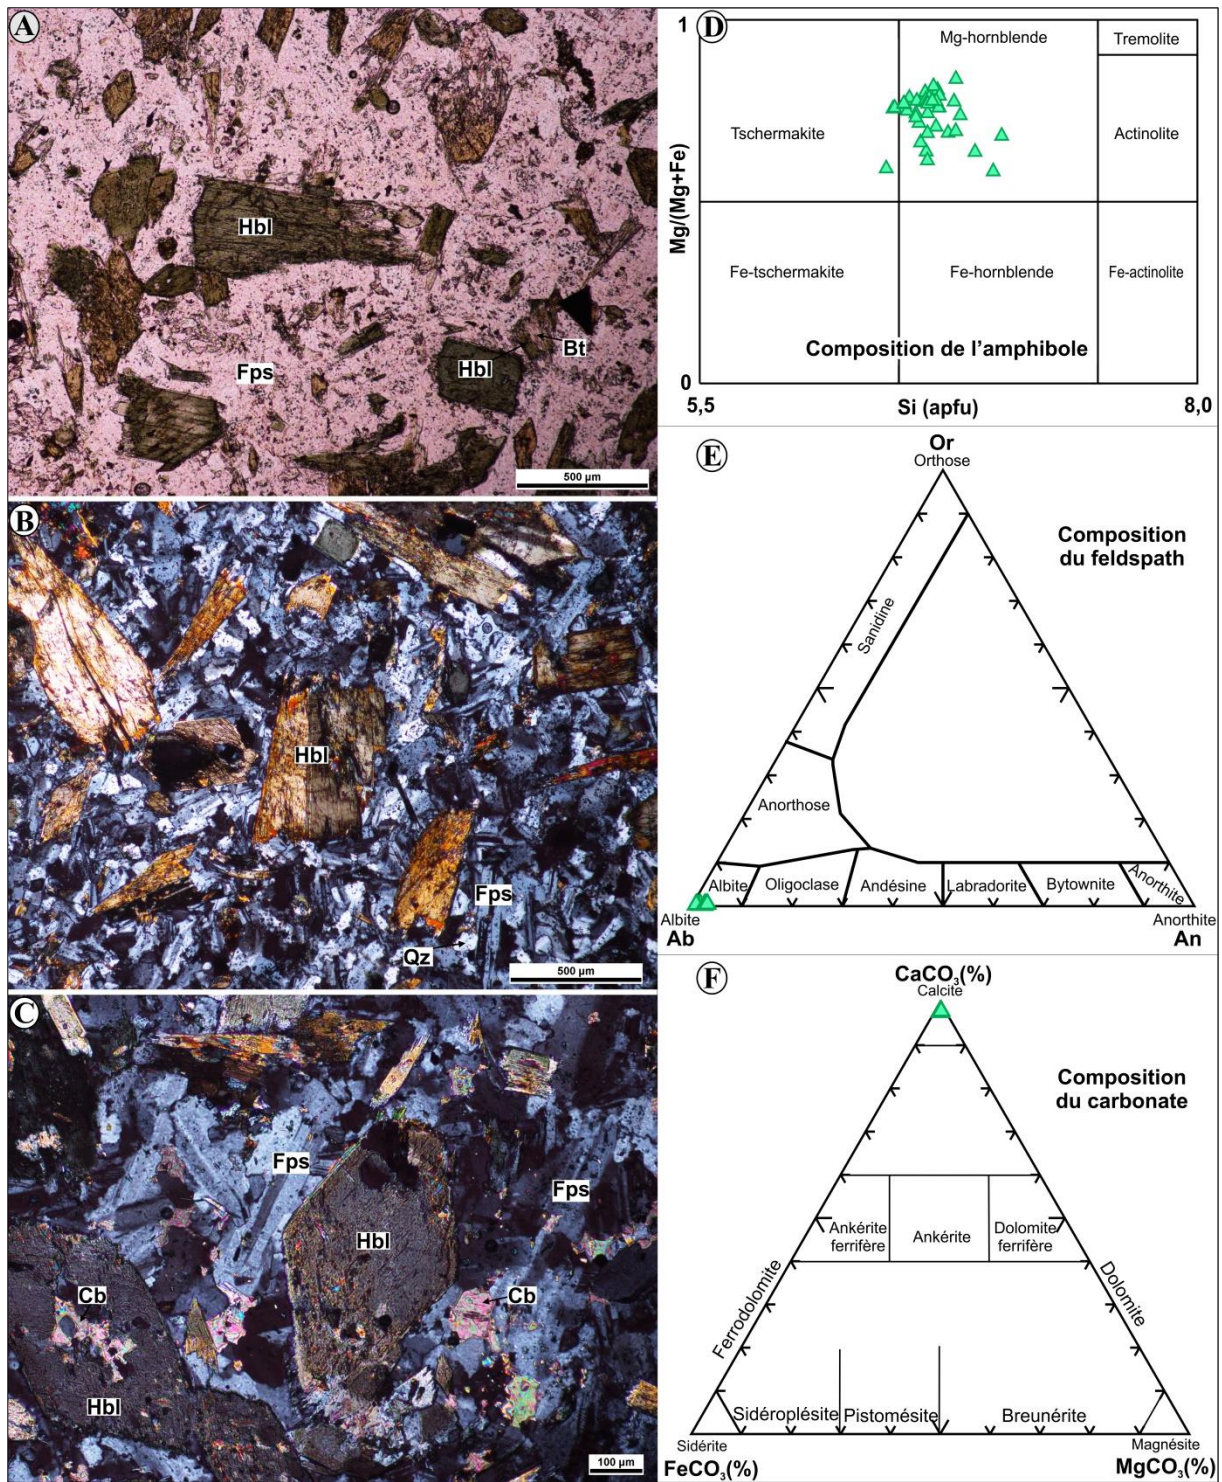 A
Hbl
Fps
Hbl
Bt
500 µm
B
Hbl
Fps
Qz
500 µm
C
Fps
Fps
Hbl
Cb
Cb
Hbl
100 µm
D
1
Mg-hornblende
Tremolite
Tschermakite
Actinolite
Mg/(Mg+Fe)
Fe-tschermakite
Fe-hornblende
Fe-actinolite
Composition de l’amphibole
0
5,5
Si (apfu)
8,0
E
Or
Orthose
Composition
du feldspath
Sanidine
Anorthose
Albite
Oligoclase
Andésine
Labradorite
Bytownite
Anorthite
Albite
Ab
Anorthite
An
F
CaCO₃(%)
Calcite
Composition
du carbonate
Ankérite
ferrifère
Ankérite
Dolomite
ferrifère
Ferrodolomite
Dolomite
Sidéroplésite
Pistomésite
Breunérite
Sidérite
FeCO₃(%)
Magnésite
MgCO₃(%)